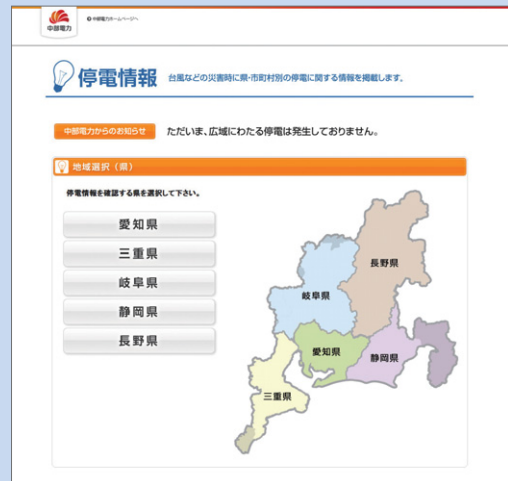 中部電力
中部電力ホームページへ
停電情報
台風などの災害時に県・市町村別の停電に関する情報を掲載します。
中部電力からのお知らせ
ただいま、広域にわたる停電は発生しておりません。
地域選択（県）
停電情報を確認する県を選択して下さい。
愛知県
三重県
岐阜県
静岡県
長野県
長野県
岐阜県
愛知県
静岡県
三重県